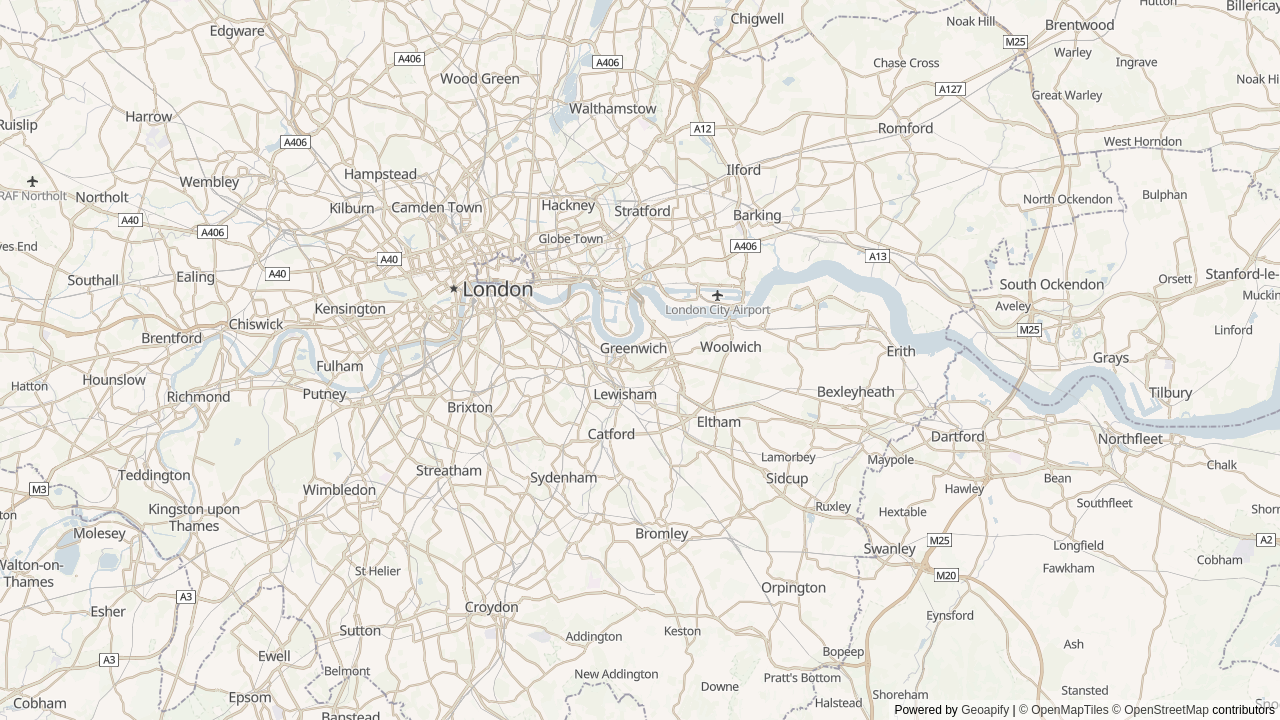 Hutton
Billericay
Chigwell
Noak Hill
Brentwood
Edgware
M25
Warley
A406
A406
Chase Cross
Ingrave
Wood Green
Noak Hi
A127
Great Warley
Walthamstow
Harrow
Ruislip
A12
Romford
A406
West Horndon
Ilford
Hampstead
Wembley
RAF Northolt
Northolt
Bulphan
North Ockendon
Kilburn
Camden Town
Hackney
Stratford
Barking
A40
A406
Globe Town
yes End
A406
A13
A40
A40
Stanford-le-
Southall
Ealing
Orsett
South Ockendon
London
Muckin
Kensington
London City Airport
Aveley
Chiswick
M25
Linford
Brentford
Greenwich
Woolwich
Erith
Grays
Fulham
Hounslow
Hatton
Richmond
Putney
Lewisham
Bexleyheath
Tilbury
Brixton
Eltham
Catford
Dartford
Northfleet
Lamorbey
Maypole
Chalk
Teddington
Streatham
Sydenham
Sidcup
Bean
M3
Wimbledon
Hawley
Southfleet
Kingston upon
Thames
Ruxley
Hextable
Shorn
ton
Molesey
Bromley
M25
A2
Swanley
Longfield
Walton-on-
Thames
St Helier
Fawkham
Cobham
M20
Orpington
A3
Esher
Croydon
Eynsford
Sutton
Addington
Keston
Ash
Ewell
A3
Bopeep
Belmont
New Addington
Pratt's Bottom
Downe
Stansted
Epsom
Shoreham
Cobham
Halstead
Banstead
Powered by Geoapify | © OpenMapTiles © OpenStreetMap contributors